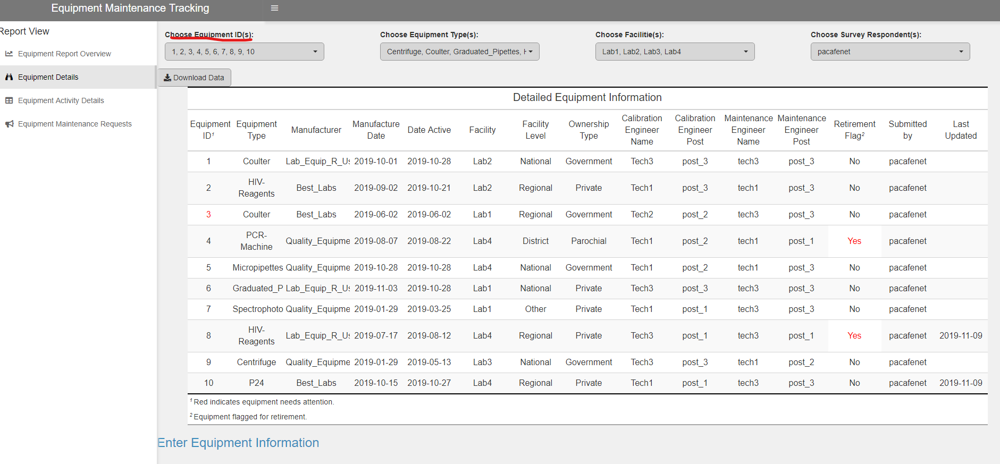 Equipment Maintenance Tracking
Report View
Equipment Report Overview
Equipment Details
Equipment Activity Details
Equipment Maintenance Requests
Choose Equipment ID(s): Choose Equipment Type(s): Choose Facilitie(s): Choose Survey Respondent(s):
1, 2, 3, 4, 5, 6, 7, 8, 9, 10 Centrifuge, Coulter, Graduated_Pipettes, Lab1, Lab2, Lab3, Lab4 pacafenet
Download Data
Detailed Equipment Information
Equipment ID¹ Equipment Type Manufacturer Manufacture Date Date Active Facility Facility Level Ownership Type Calibration Engineer Name Calibration Engineer Post Maintenance Engineer Name Maintenance Engineer Post Retirement Flag² Submitted by Last Updated
1 Coulter Lab_Equip_R_Us 2019-10-01 2019-10-28 Lab2 National Government Tech3 post_3 tech3 post_3 No pacafenet
2 HIV-Reagents Best_Labs 2019-09-02 2019-10-21 Lab2 Regional Private Tech1 post_3 tech1 post_3 No pacafenet
3 Coulter Best_Labs 2019-06-02 2019-06-02 Lab1 Regional Government Tech2 post_2 tech3 post_3 No pacafenet
4 PCR-Machine Quality_Equipme 2019-08-07 2019-08-22 Lab4 District Parochial Tech1 post_2 tech1 post_1 Yes pacafenet
5 Micropipettes Quality_Equipme 2019-10-28 2019-10-28 Lab4 National Government Tech1 post_2 tech1 post_3 No pacafenet
6 Graduated_P Lab_Equip_R_Us 2019-11-03 2019-10-28 Lab1 National Private Tech3 post_3 tech3 post_3 No pacafenet
7 Spectrophoto Quality_Equipme 2019-01-29 2019-03-25 Lab1 Other Private Tech1 post_1 tech3 post_3 No pacafenet
8 HIV-Reagents Lab_Equip_R_Us 2019-07-17 2019-08-12 Lab4 Regional Private Tech3 post_1 tech3 post_1 Yes pacafenet 2019-11-09
9 Centrifuge Quality_Equipme 2019-01-29 2019-05-13 Lab3 National Government Tech3 post_3 tech1 post_2 No pacafenet
10 P24 Best_Labs 2019-10-15 2019-10-27 Lab4 Regional Private Tech1 post_1 tech3 post_3 No pacafenet 2019-11-09
¹ Red indicates equipment needs attention.
² Equipment flagged for retirement.
Enter Equipment Information